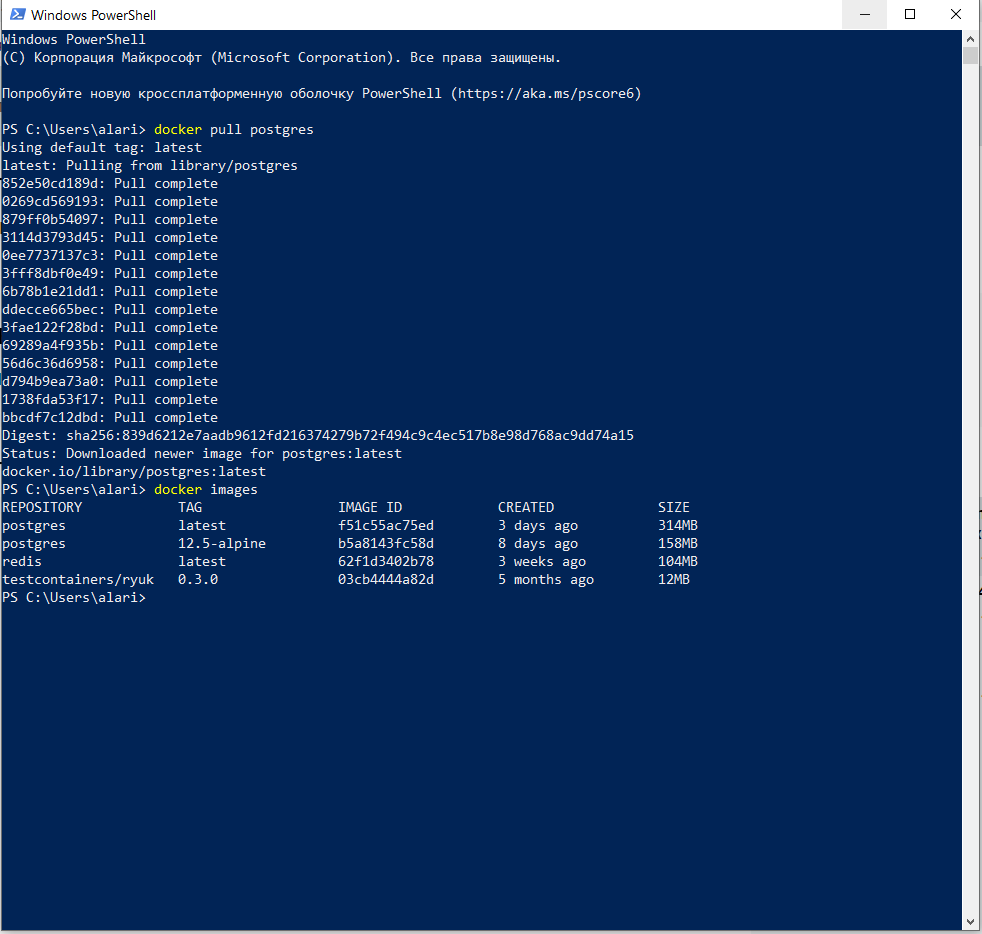 Windows PowerShell
Windows PowerShell
(C) Корпорация Майкрософт (Microsoft Corporation). Все права защищены.
Попробуйте новую кроссплатформенную оболочку PowerShell (https://aka.ms/pscore6)
PS C:\Users\alari> docker pull postgres
Using default tag: latest
latest: Pulling from library/postgres
852e50cd189d: Pull complete
0269cd569193: Pull complete
879ff0b54097: Pull complete
3114d3793d45: Pull complete
0ee7737137c3: Pull complete
3fff8dbf0e49: Pull complete
6b78b1e21dd1: Pull complete
ddecce665bec: Pull complete
3fae122f28bd: Pull complete
69289a4f935b: Pull complete
56d6c36d6958: Pull complete
d794b9ea73a0: Pull complete
1738fda53f17: Pull complete
bbcdf7c12dbd: Pull complete
Digest: sha256:839d6212e7aadb9612fd216374279b72f494c9c4ec517b8e98d768ac9dd74a15
Status: Downloaded newer image for postgres:latest
docker.io/library/postgres:latest
PS C:\Users\alari> docker images
REPOSITORY TAG IMAGE ID CREATED SIZE
postgres latest f51c55ac75ed 3 days ago 314MB
postgres 12.5-alpine b5a8143fc58d 8 days ago 158MB
redis latest 62f1d3402b78 3 weeks ago 104MB
testcontainers/ryuk 0.3.0 03cb4444a82d 5 months ago 12MB
PS C:\Users\alari>